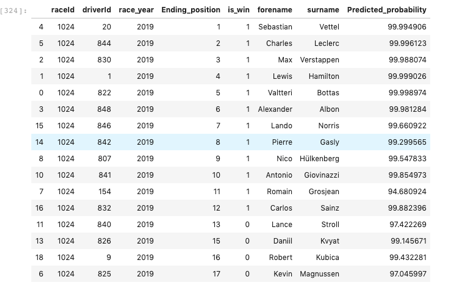 [324]:
raceId driverId race_year Ending_position is_win forename surname Predicted_probability
4 1024 20 2019 1 1 Sebastian Vettel 99.994906
5 1024 844 2019 2 1 Charles Leclerc 99.996123
2 1024 830 2019 3 1 Max Verstappen 99.988074
1 1024 1 2019 4 1 Lewis Hamilton 99.999026
0 1024 822 2019 5 1 Valtteri Bottas 99.998974
3 1024 848 2019 6 1 Alexander Albon 99.981284
15 1024 846 2019 7 1 Lando Norris 99.660922
14 1024 842 2019 8 1 Pierre Gasly 99.299565
8 1024 807 2019 9 1 Nico Hülkenberg 99.547833
10 1024 841 2019 10 1 Antonio Giovinazzi 99.854973
7 1024 154 2019 11 1 Romain Grosjean 94.680924
16 1024 832 2019 12 1 Carlos Sainz 99.882396
11 1024 840 2019 13 0 Lance Stroll 97.422269
13 1024 826 2019 15 0 Daniil Kvyat 99.145671
18 1024 9 2019 16 0 Robert Kubica 99.432281
6 1024 825 2019 17 0 Kevin Magnussen 97.045997